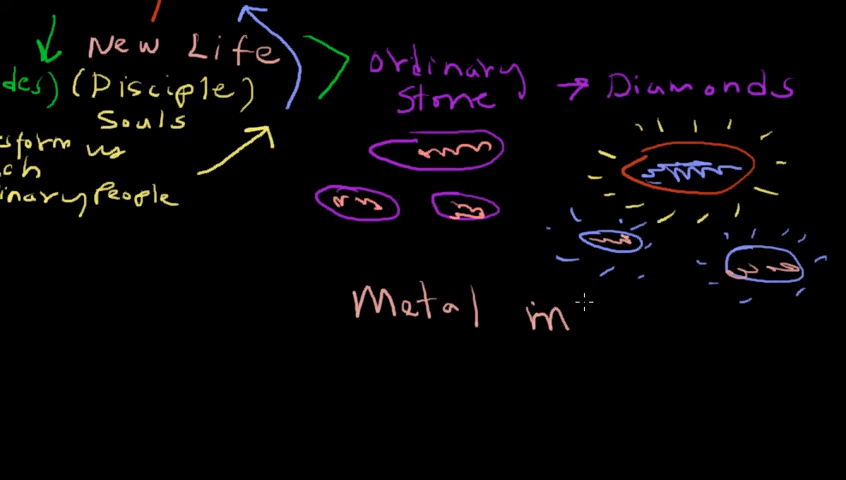 New Life
des) (Disciple)
Souls
sform us
ch
inary People
Ordinary
Stone
→ Diamonds
Metal in